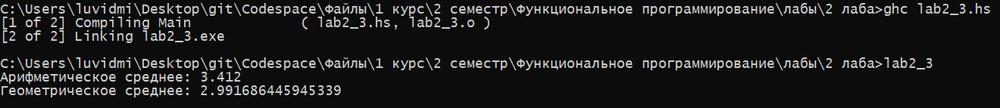 C:\Users\luvidmi\Desktop\git\Codespace\Файлы\1 курс\2 семестр\Функциональное программирование\лабы\2 лаба>ghc lab2_3.hs
[1 of 2] Compiling Main             ( lab2_3.hs, lab2_3.o )
[2 of 2] Linking lab2_3.exe
C:\Users\luvidmi\Desktop\git\Codespace\Файлы\1 курс\2 семестр\Функциональное программирование\лабы\2 лаба>lab2_3
Арифметическое среднее: 3.412
Геометрическое среднее: 2.991686445945339